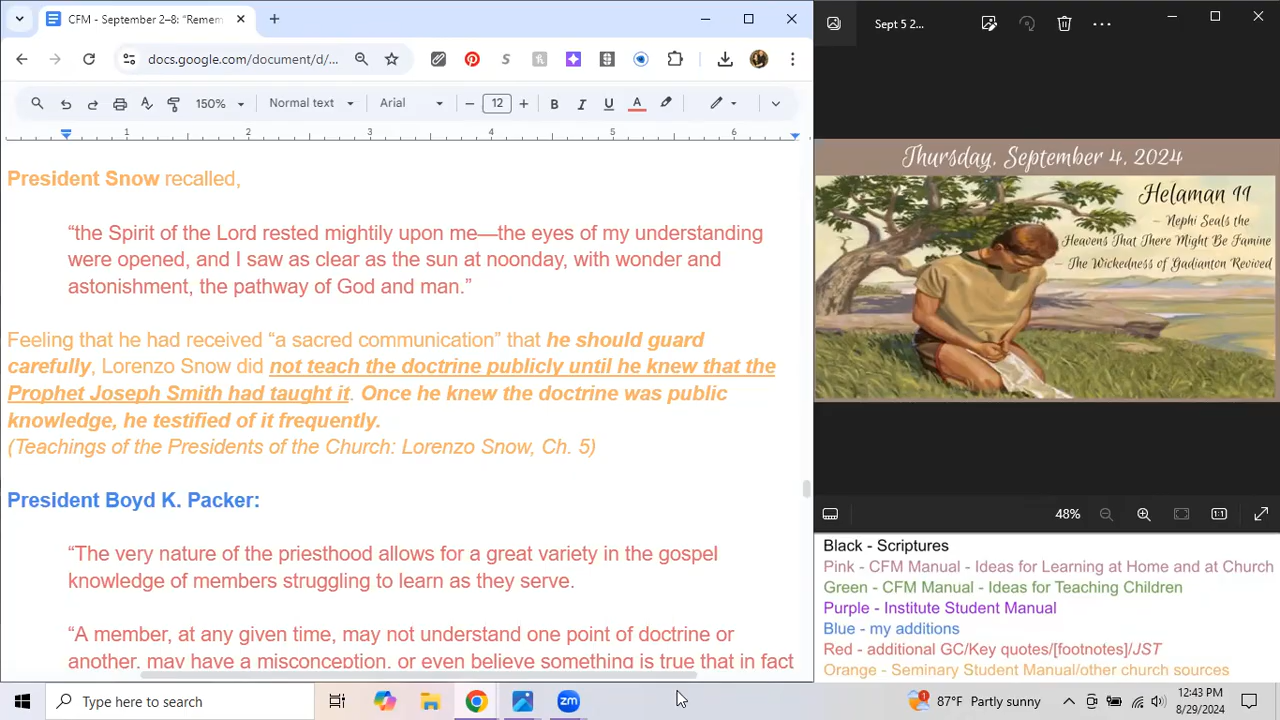 CFM - September 2–8: “Remem
docs.google.com/document/d/...
150%
Normal text
Arial
12
B
I
U
A
1
2
3
4
5
6
President Snow recalled,
“the Spirit of the Lord rested mightily upon me—the eyes of my understanding
were opened, and I saw as clear as the sun at noonday, with wonder and
astonishment, the pathway of God and man.”
Feeling that he had received “a sacred communication” that he should guard
carefully, Lorenzo Snow did not teach the doctrine publicly until he knew that the
Prophet Joseph Smith had taught it. Once he knew the doctrine was public
knowledge, he testified of it frequently.
(Teachings of the Presidents of the Church: Lorenzo Snow, Ch. 5)
President Boyd K. Packer:
“The very nature of the priesthood allows for a great variety in the gospel
knowledge of members struggling to learn as they serve.
“A member, at any given time, may not understand one point of doctrine or
another, may have a misconception, or even believe something is true that in fact
Sept 5 2...
Thursday, September 4, 2024
Helaman 11
– Nephi Seals the
Heavens That There Might Be Famine
– The Wickedness of Gadianton Revived
48%
1:1
Black - Scriptures
Pink - CFM Manual - Ideas for Learning at Home and at Church
Green - CFM Manual - Ideas for Teaching Children
Purple - Institute Student Manual
Blue - my additions
Red - additional GC/Key quotes/[footnotes]/JST
Orange - Seminary Student Manual/other church sources
Type here to search
zm
1
87°F Partly sunny
12:43 PM
8/29/2024